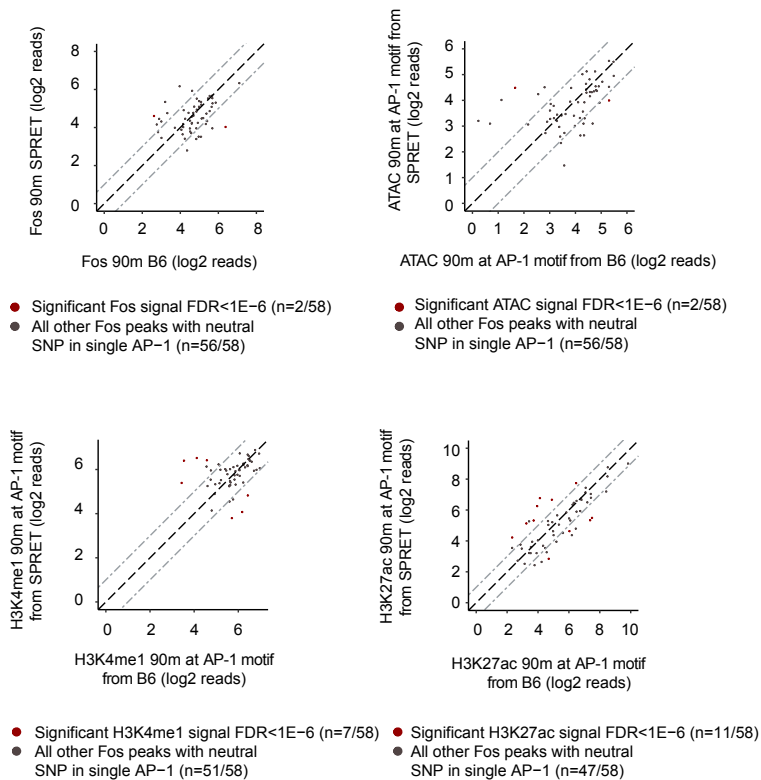 Fos 90m SPRET (log2 reads)
8
6
4
2
0
0 2 4 6 8
Fos 90m B6 (log2 reads)
Significant Fos signal FDR<1E−6 (n=2/58)
All other Fos peaks with neutral
SNP in single AP−1 (n=56/58)
ATAC 90m at AP-1 motif from
SPRET (log2 reads)
6
5
4
3
2
1
0
0 1 2 3 4 5 6
ATAC 90m at AP-1 motif from B6 (log2 reads)
Significant ATAC signal FDR<1E−6 (n=2/58)
All other Fos peaks with neutral
SNP in single AP−1 (n=56/58)
H3K4me1 90m at AP-1 motif
from SPRET (log2 reads)
6
4
2
0
0 2 4 6
H3K4me1 90m at AP-1 motif
from B6 (log2 reads)
Significant H3K4me1 signal FDR<1E−6 (n=7/58)
All other Fos peaks with neutral
SNP in single AP−1 (n=51/58)
H3K27ac 90m at AP-1 motif
from SPRET (log2 reads)
10
8
6
4
2
0
0 2 4 6 8 10
H3K27ac 90m at AP-1 motif
from B6 (log2 reads)
Significant H3K27ac signal FDR<1E−6 (n=11/58)
All other Fos peaks with neutral
SNP in single AP−1 (n=47/58)